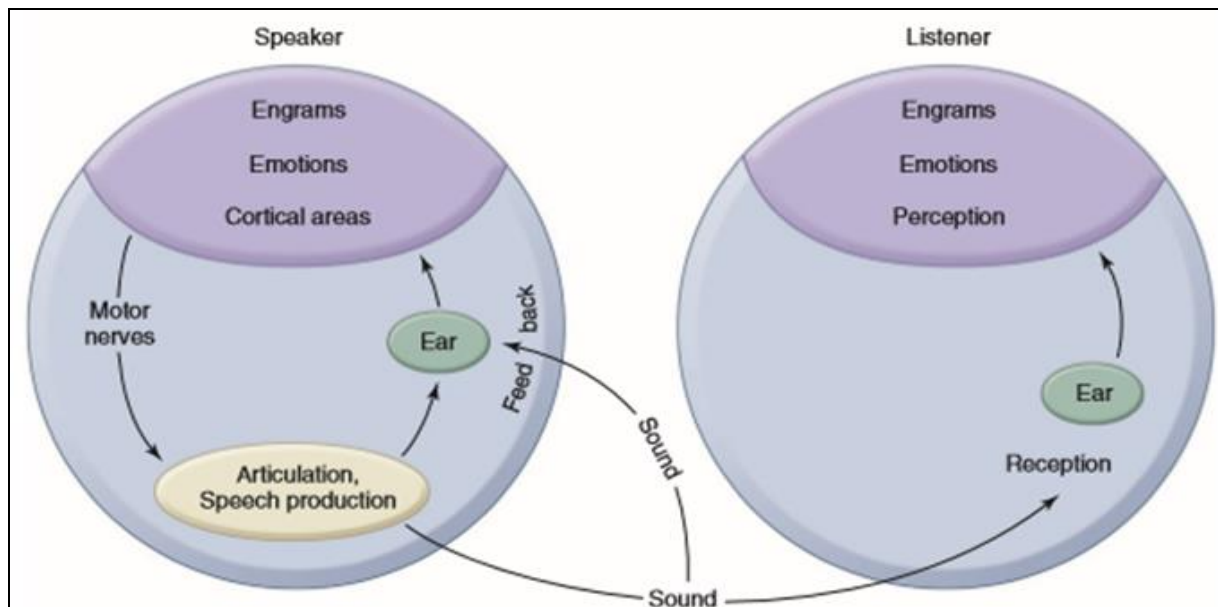 Speaker
Engrams
Emotions
Cortical areas
Motor
nerves
Ear
Feed back
Articulation,
Speech production
Sound
Sound
Listener
Engrams
Emotions
Perception
Ear
Reception